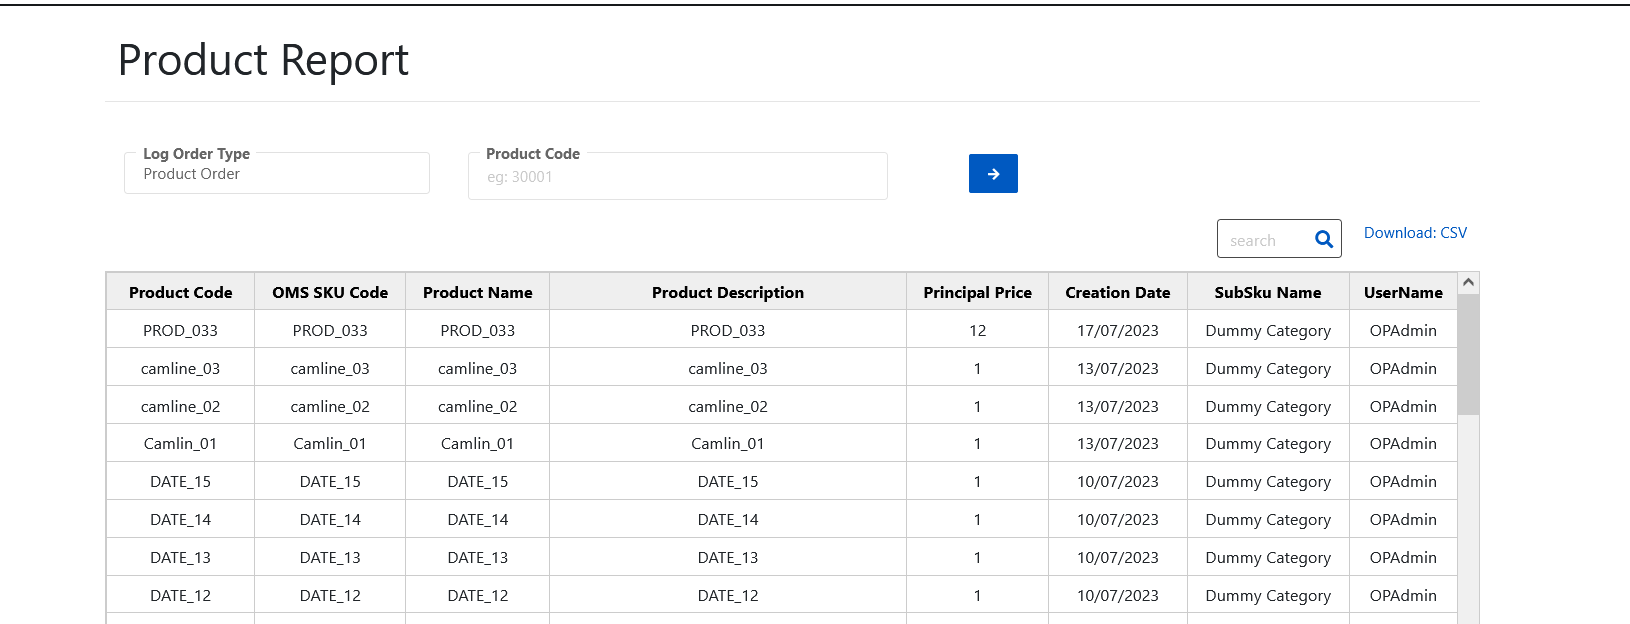 Product Report
Log Order Type
Product Order
Product Code
eg: 30001
search
Download: CSV
Product Code OMS SKU Code Product Name Product Description Principal Price Creation Date SubSku Name UserName
PROD_033 PROD_033 PROD_033 PROD_033 12 17/07/2023 Dummy Category OPAdmin
camline_03 camline_03 camline_03 camline_03 1 13/07/2023 Dummy Category OPAdmin
camline_02 camline_02 camline_02 camline_02 1 13/07/2023 Dummy Category OPAdmin
Camlin_01 Camlin_01 Camlin_01 Camlin_01 1 13/07/2023 Dummy Category OPAdmin
DATE_15 DATE_15 DATE_15 DATE_15 1 10/07/2023 Dummy Category OPAdmin
DATE_14 DATE_14 DATE_14 DATE_14 1 10/07/2023 Dummy Category OPAdmin
DATE_13 DATE_13 DATE_13 DATE_13 1 10/07/2023 Dummy Category OPAdmin
DATE_12 DATE_12 DATE_12 DATE_12 1 10/07/2023 Dummy Category OPAdmin